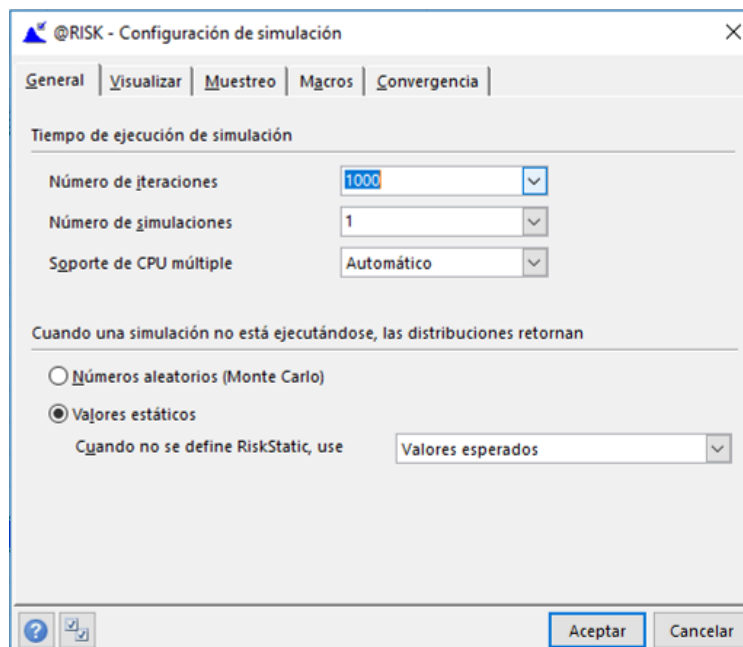 @RISK - Configuración de simulación
General Visualizar Muestreo Macros Convergencia
Tiempo de ejecución de simulación
Número de iteraciones 1000
Número de simulaciones 1
Soporte de CPU múltiple Automático
Cuando una simulación no está ejecutándose, las distribuciones retornan
Números aleatorios (Monte Carlo)
Valores estáticos
Cuando no se define RiskStatic, use Valores esperados
Aceptar Cancelar